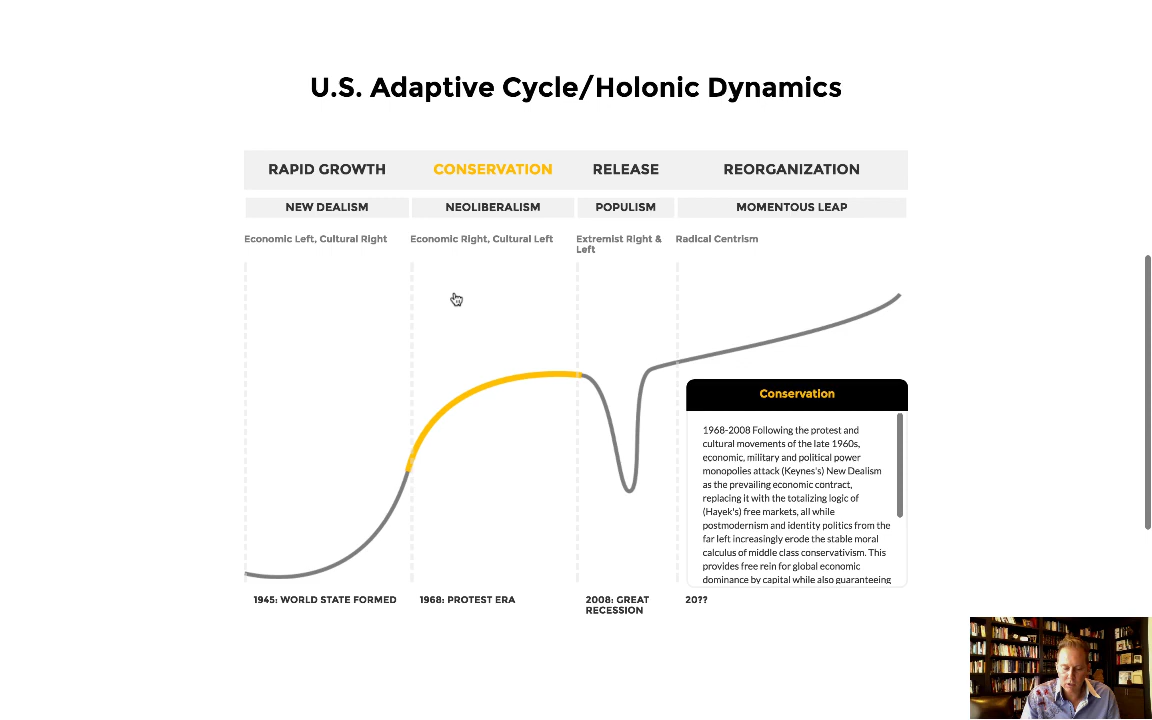 U.S. Adaptive Cycle/Holonic Dynamics
RAPID GROWTH
CONSERVATION
RELEASE
REORGANIZATION
NEW DEALISM
NEOLIBERALISM
POPULISM
MOMENTOUS LEAP
Economic Left, Cultural Right
Economic Right, Cultural Left
Extremist Right &
Left
Radical Centrism
Conservation
1968-2008 Following the protest and
cultural movements of the late 1960s,
economic, military and political power
monopolies attack (Keynes's) New Dealism
as the prevailing economic contract,
replacing it with the totalizing logic of
(Hayek's) free markets, all while
postmodernism and identity politics from the
far left increasingly erode the stable moral
calculus of middle class conservativism. This
provides free rein for global economic
dominance by capital while also guaranteeing
1945: WORLD STATE FORMED
1968: PROTEST ERA
2008: GREAT
RECESSION
20??